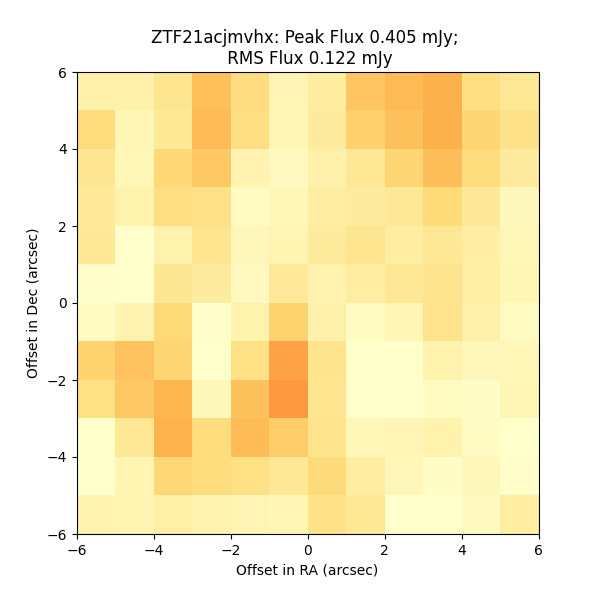 ZTF21acjmvhx: Peak Flux 0.405 mJy;
RMS Flux 0.122 mJy
6
4
2
0
−2
−4
−6
Offset in Dec (arcsec)
−6 −4 −2 0 2 4 6
Offset in RA (arcsec)